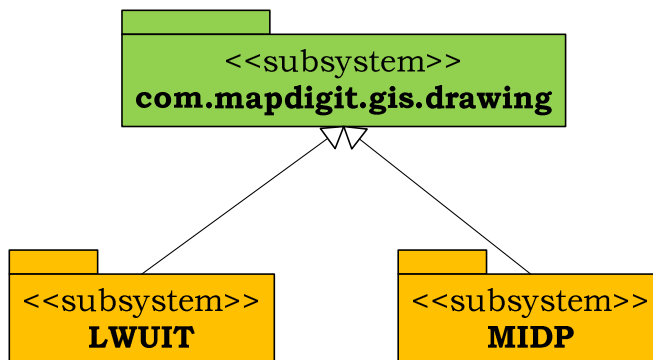 <<subsystem>>
com.mapdigit.gis.drawing
<<subsystem>>
LWUIT
<<subsystem>>
MIDP